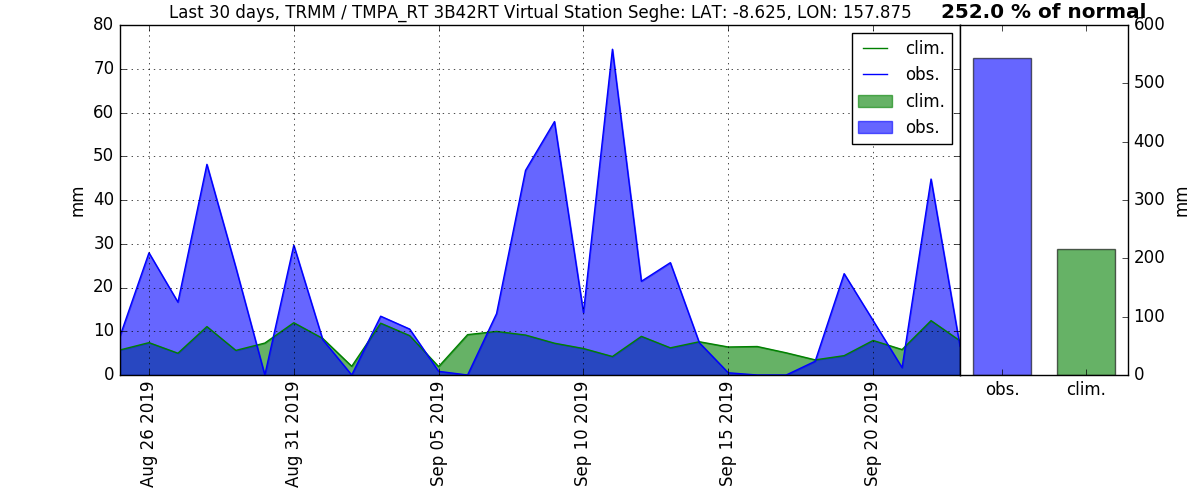 Last 30 days, TRMM / TMPA_RT 3B42RT Virtual Station Seghe: LAT: -8.625, LON: 157.875
252.0 % of normal
80
70
60
50
40
30
20
10
0
mm
clim.
obs.
clim.
obs.
600
500
400
300
200
100
0
mm
Aug 26 2019
Aug 31 2019
Sep 05 2019
Sep 10 2019
Sep 15 2019
Sep 20 2019
obs.
clim.